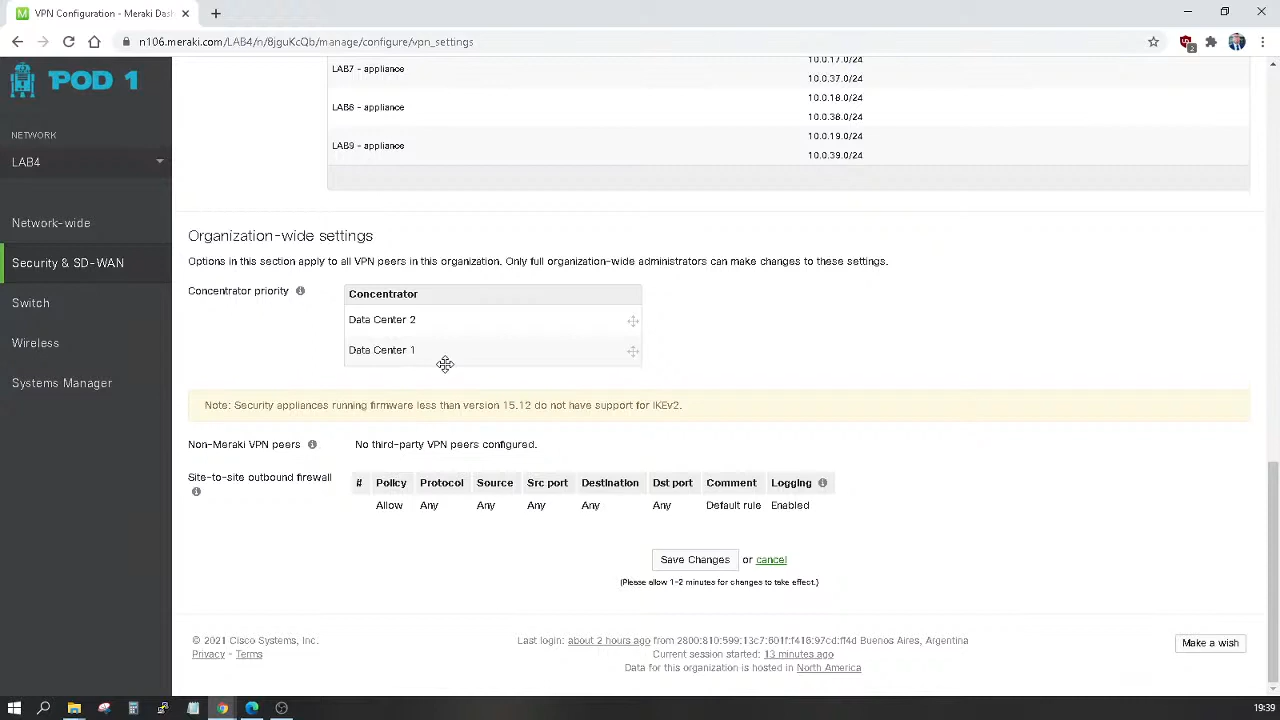 VPN Configuration - Meraki Das
n106.meraki.com/LAB4/n/8jguKcQb/manage/configure/vpn_settings
2
POD 1
NETWORK
LAB4
Network-wide
Security & SD-WAN
Switch
Wireless
Systems Manager
LAB7 - appliance
10.0.17.0/24
10.0.37.0/24
LAB8 - appliance
10.0.18.0/24
10.0.38.0/24
LAB9 - appliance
10.0.19.0/24
10.0.39.0/24
Organization-wide settings
Options in this section apply to all VPN peers in this organization. Only full organization-wide administrators can make changes to these settings.
Concentrator priority
Concentrator
Data Center 2
Data Center 1
Note: Security appliances running firmware less than version 15.12 do not have support for IKEv2.
Non-Meraki VPN peers
No third-party VPN peers configured.
Site-to-site outbound firewall
# Policy Protocol Source Src port Destination Dst port Comment Logging
Allow Any Any Any Any Any Default rule Enabled
Save Changes or cancel
(Please allow 1-2 minutes for changes to take effect.)
© 2021 Cisco Systems, Inc.
Privacy - Terms
Last login: about 2 hours ago from 2800:810:599:13c7:601f:f416:97cd:ff4d Buenos Aires, Argentina
Current session started: 13 minutes ago
Data for this organization is hosted in North America
Make a wish
19:39